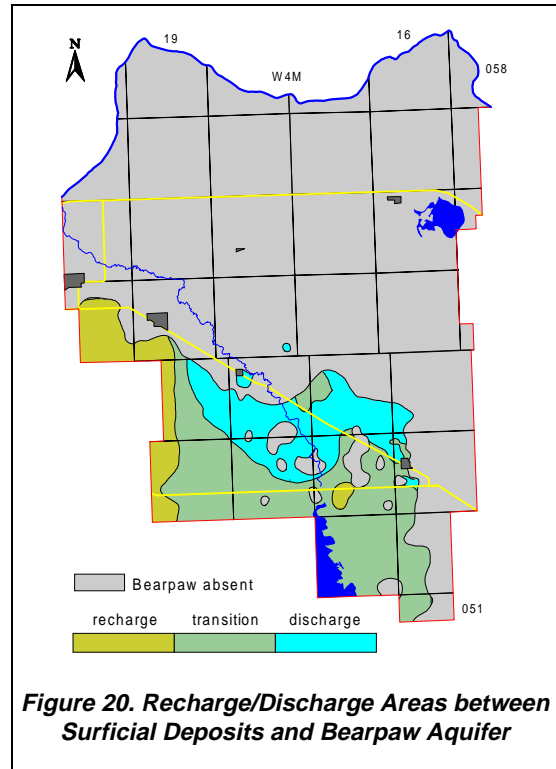 19
16
N
W4M
058
Bearpaw absent
051
recharge transition discharge
Figure 20. Recharge/Discharge Areas between
Surficial Deposits and Bearpaw Aquifer